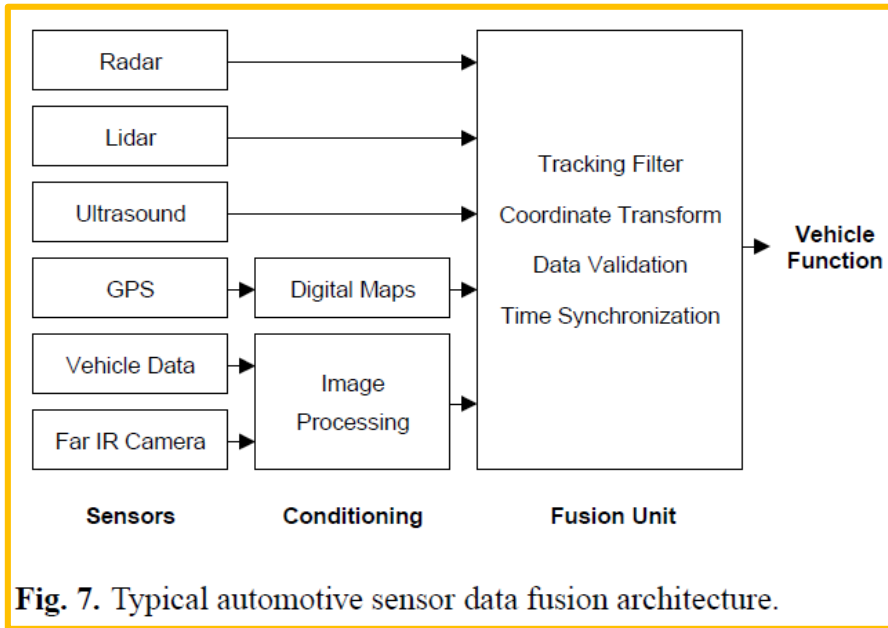 Radar
Lidar
Ultrasound
GPS
Digital Maps
Vehicle Data
Far IR Camera
Image
Processing
Tracking Filter
Coordinate Transform
Data Validation
Time Synchronization
Vehicle
Function
Sensors
Conditioning
Fusion Unit
Fig. 7. Typical automotive sensor data fusion architecture.